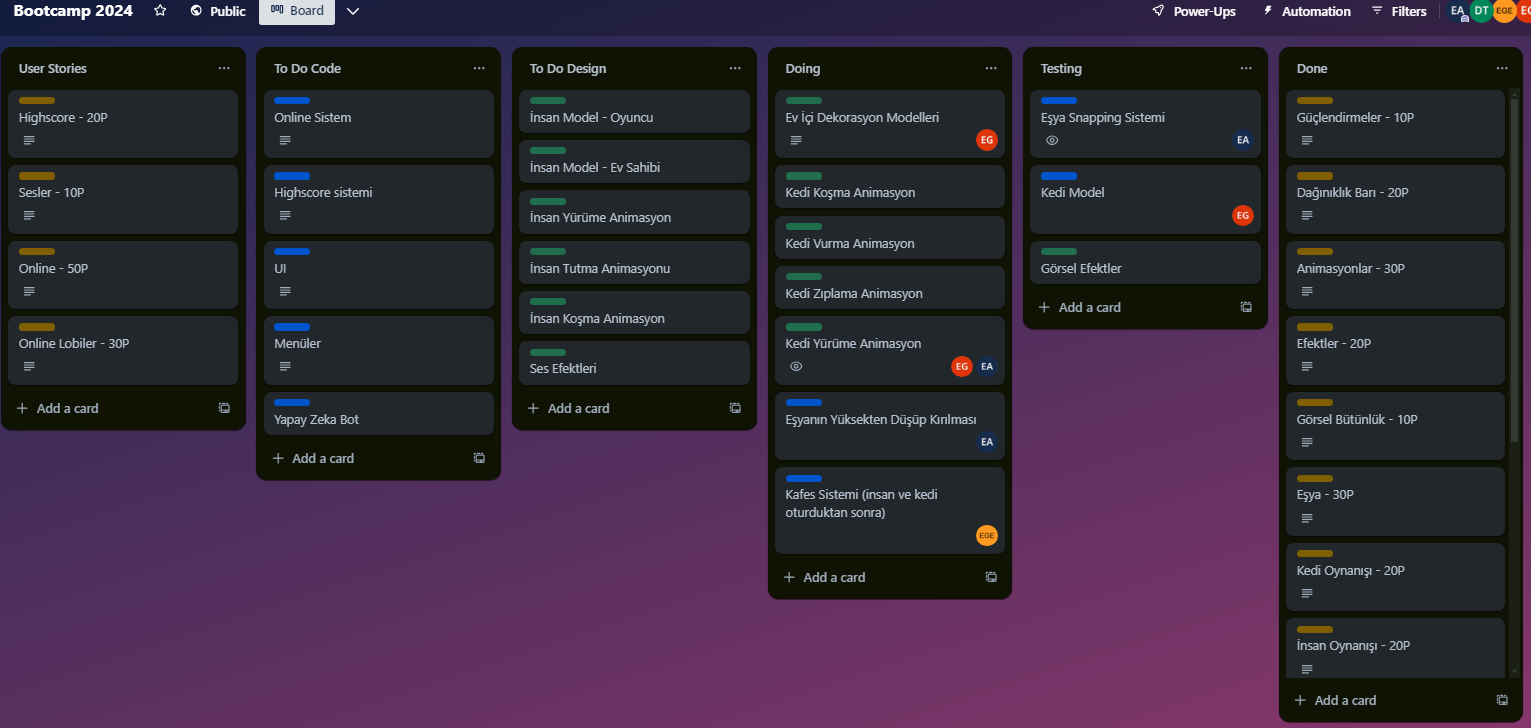 Bootcamp 2024
Public
Board
Power-Ups
Automation
Filters
EA
DT
EGE
User Stories
Highscore - 20P
Sesler - 10P
Online - 50P
Online Lobiler - 30P
Add a card
To Do Code
Online Sistem
Highscore sistemi
UI
Menüler
Yapay Zeka Bot
Add a card
To Do Design
İnsan Model - Oyuncu
İnsan Model - Ev Sahibi
İnsan Yürüme Animasyon
İnsan Tutma Animasyonu
İnsan Koşma Animasyon
Ses Efektleri
Add a card
Doing
Ev İçi Dekorasyon Modelleri
EG
Kedi Koşma Animasyon
Kedi Vurma Animasyon
Kedi Zıplama Animasyon
Kedi Yürüme Animasyon
EG
EA
Eşyanın Yüksekten Düşüp Kırılması
EA
Kafes Sistemi (insan ve kedi
oturduktan sonra)
EGE
Add a card
Testing
Eşya Snapping Sistemi
EA
Kedi Model
EG
Görsel Efektler
Add a card
Done
Güçlendirmeler - 10P
Dağınıklık Barı - 20P
Animasyonlar - 30P
Efektler - 20P
Görsel Bütünlük - 10P
Eşya - 30P
Kedi Oynanışı - 20P
İnsan Oynanışı - 20P
Add a card